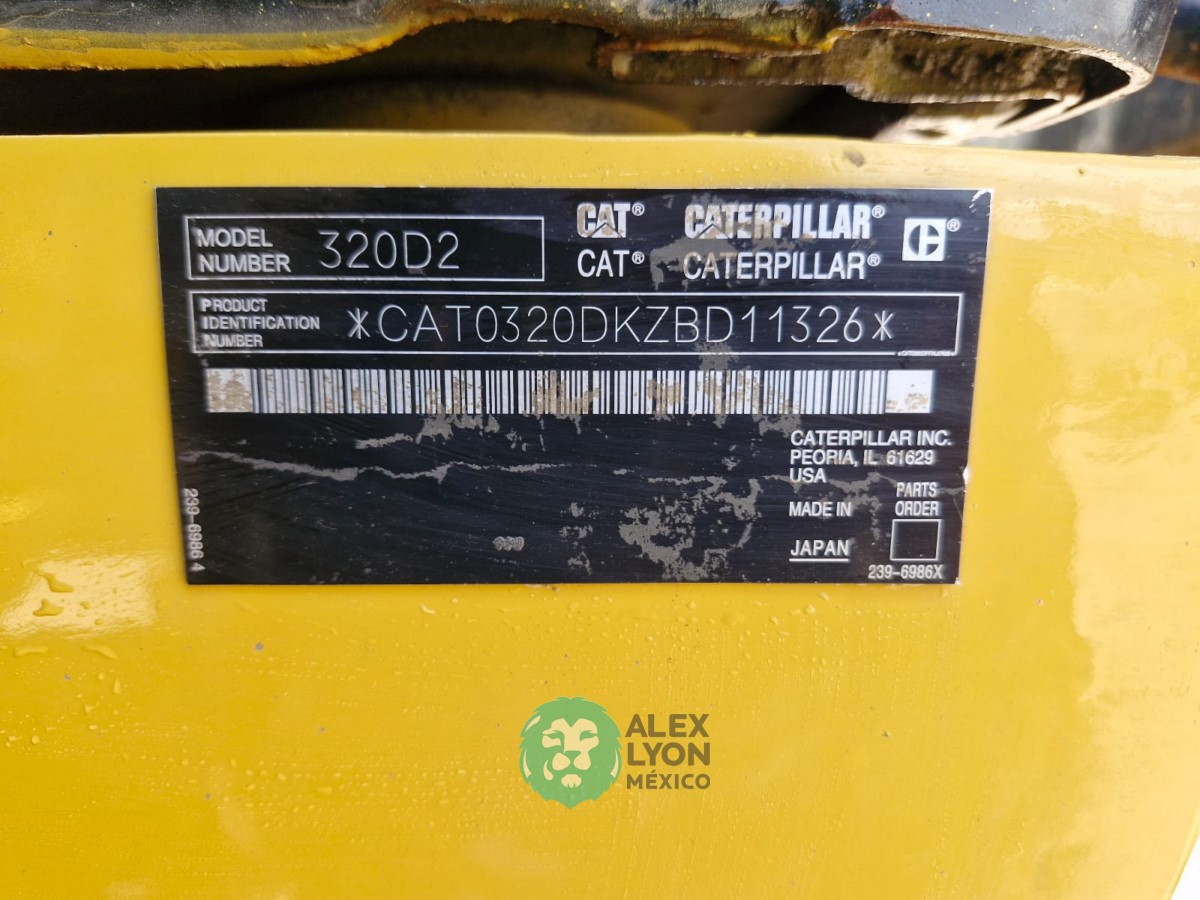 MODEL NUMBER 320D2
CAT® CATERPILLAR®
CAT® CATERPILLAR®
PRODUCT IDENTIFICATION NUMBER *CAT0320DKZBD11326*
CATERPILLAR INC.
PEORIA, IL 61629
USA
MADE IN
JAPAN
PARTS
ORDER
239-6986X
239-6986 4
ALEX
LYON
MÉXICO